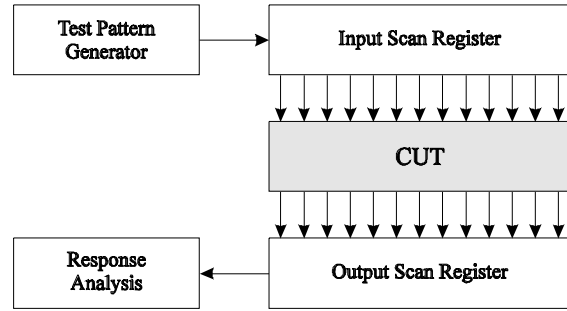 Test Pattern
Generator
Input Scan Register
CUT
Response
Analysis
Output Scan Register